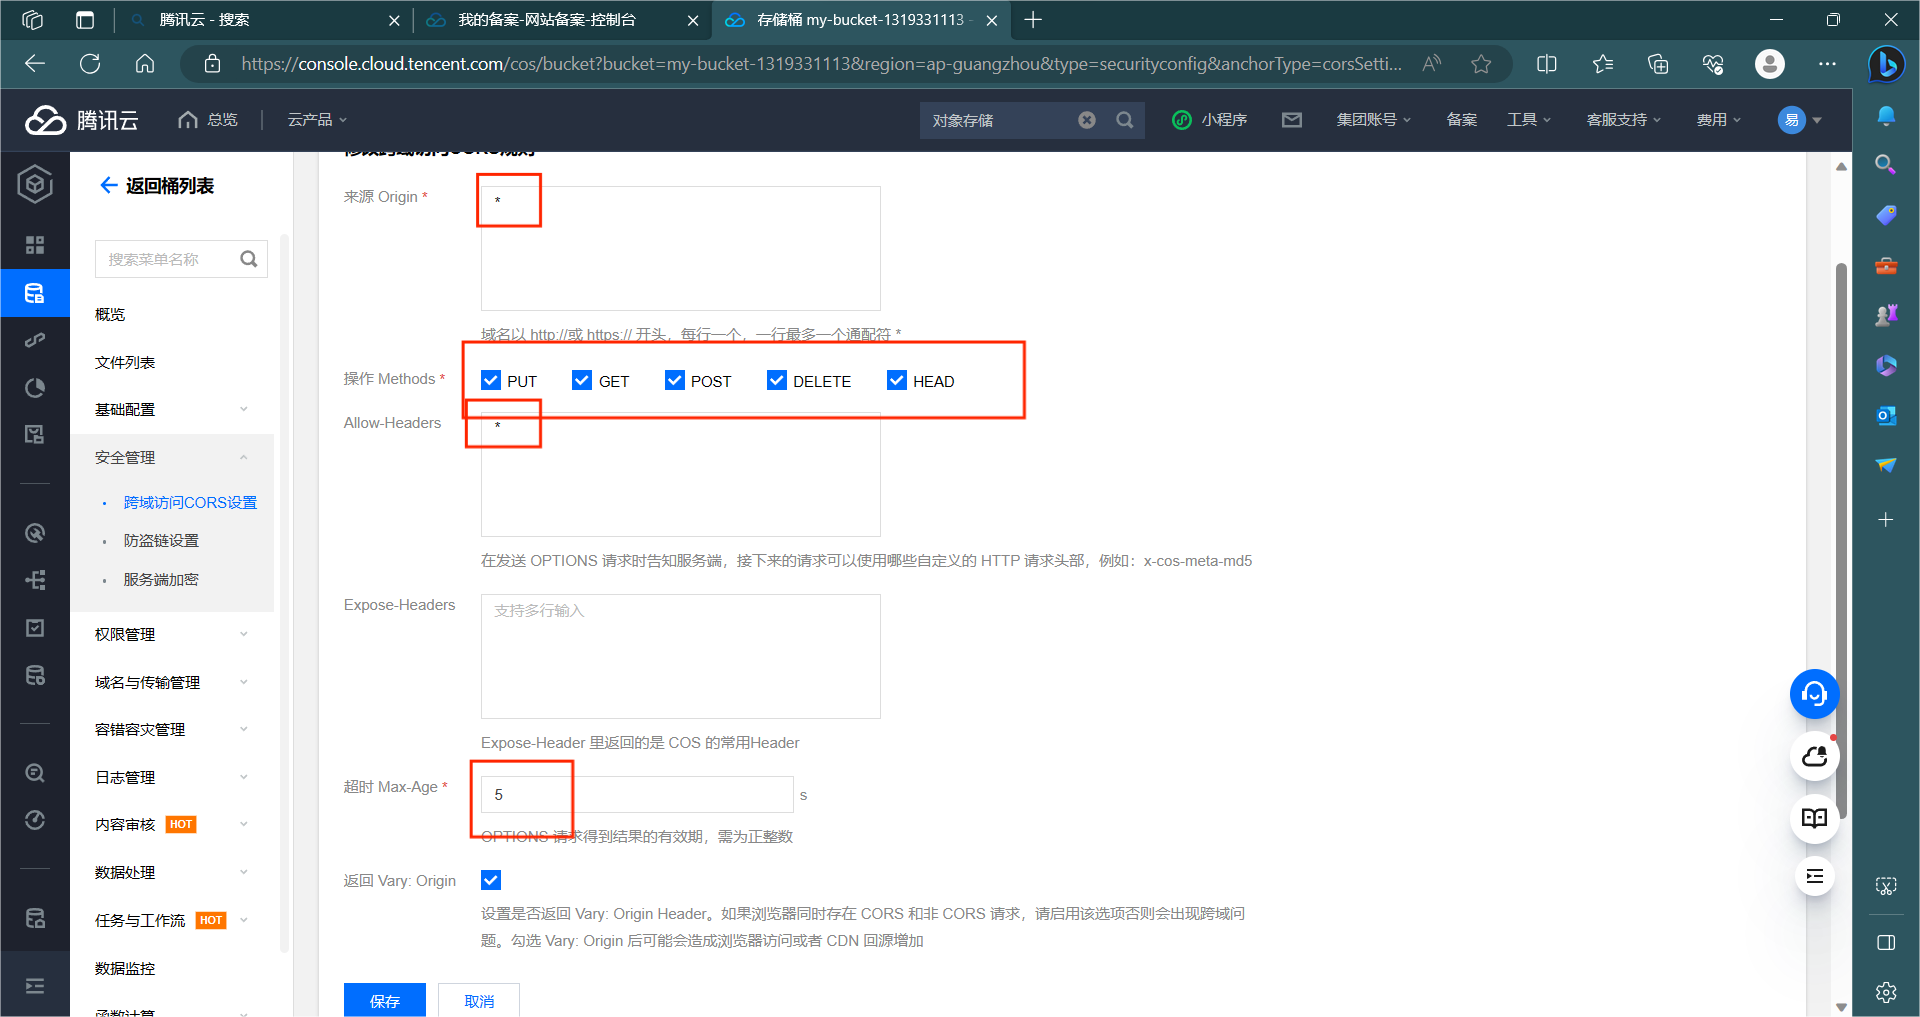 腾讯云 - 搜索
我的备案-网站备案-控制台
存储桶 my-bucket-1319331113 -
https://console.cloud.tencent.com/cos/bucket?bucket=my-bucket-1319331113&region=ap-guangzhou&type=securityconfig&anchorType=corsSetti...
腾讯云
总览
云产品
对象存储
小程序
集团账号
备案
工具
客服支持
费用
易
返回桶列表
搜索菜单名称
概览
文件列表
基础配置
安全管理
跨域访问CORS设置
防盗链设置
服务端加密
权限管理
域名与传输管理
容错容灾管理
日志管理
内容审核 HOT
数据处理
任务与工作流 HOT
数据监控
函数计算
修改跨域访问CORS规则
来源 Origin *
*
域名以 http://或 https:// 开头，每行一个，一行最多一个通配符 *
操作 Methods *
PUT GET POST DELETE HEAD
Allow-Headers
*
在发送 OPTIONS 请求时告知服务端，接下来的请求可以使用哪些自定义的 HTTP 请求头部，例如：x-cos-meta-md5
Expose-Headers
支持多行输入
Expose-Header 里返回的是 COS 的常用Header
超时 Max-Age *
5
s
OPTIONS 请求得到结果的有效期，需为正整数
返回 Vary: Origin
设置是否返回 Vary: Origin Header。如果浏览器同时存在 CORS 和非 CORS 请求，请启用该选项否则会出现跨域问
题。勾选 Vary: Origin 后可能会造成浏览器访问或者 CDN 回源增加
保存
取消